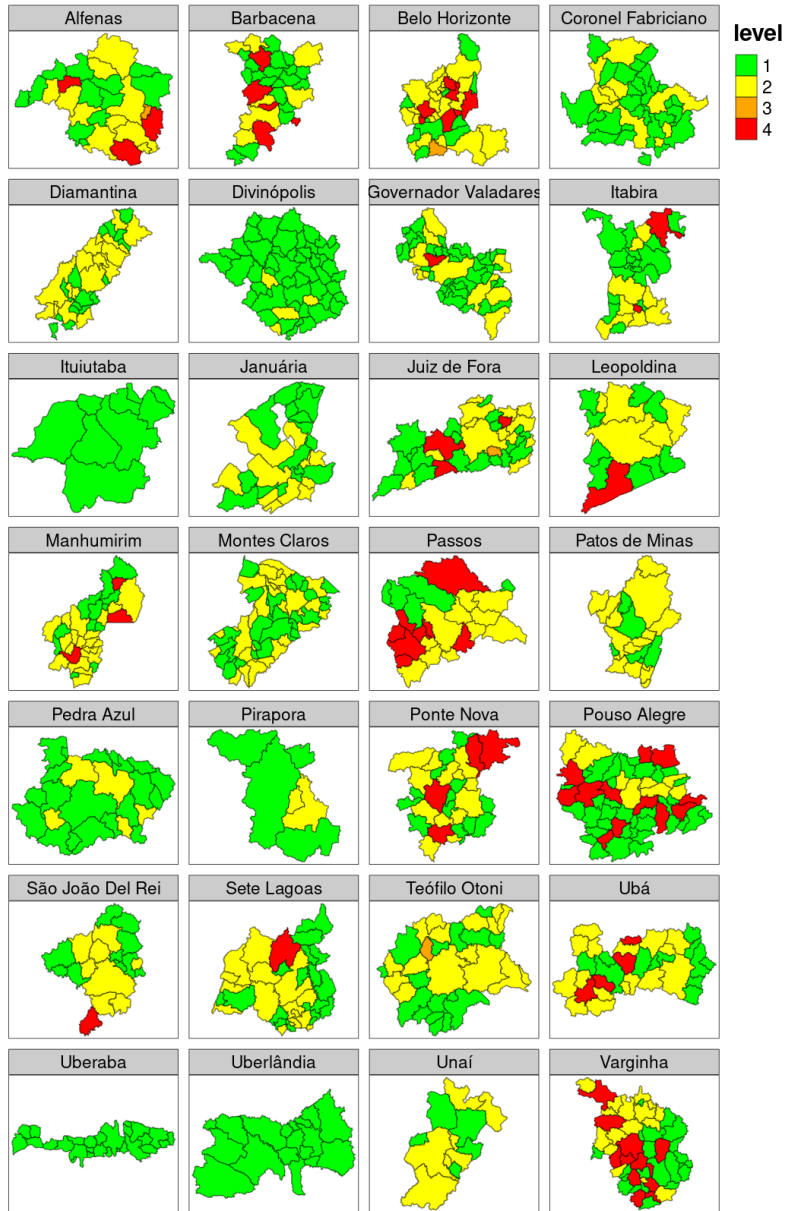 Alfenas
Barbacena
Belo Horizonte
Coronel Fabriciano
level
1
2
3
4
Diamantina
Divinópolis
Governador Valadares
Itabira
Ituiutaba
Januária
Juiz de Fora
Leopoldina
Manhumirim
Montes Claros
Passos
Patos de Minas
Pedra Azul
Pirapora
Ponte Nova
Pouso Alegre
São João Del Rei
Sete Lagoas
Teófilo Otoni
Ubá
Uberaba
Uberlândia
Unaí
Varginha